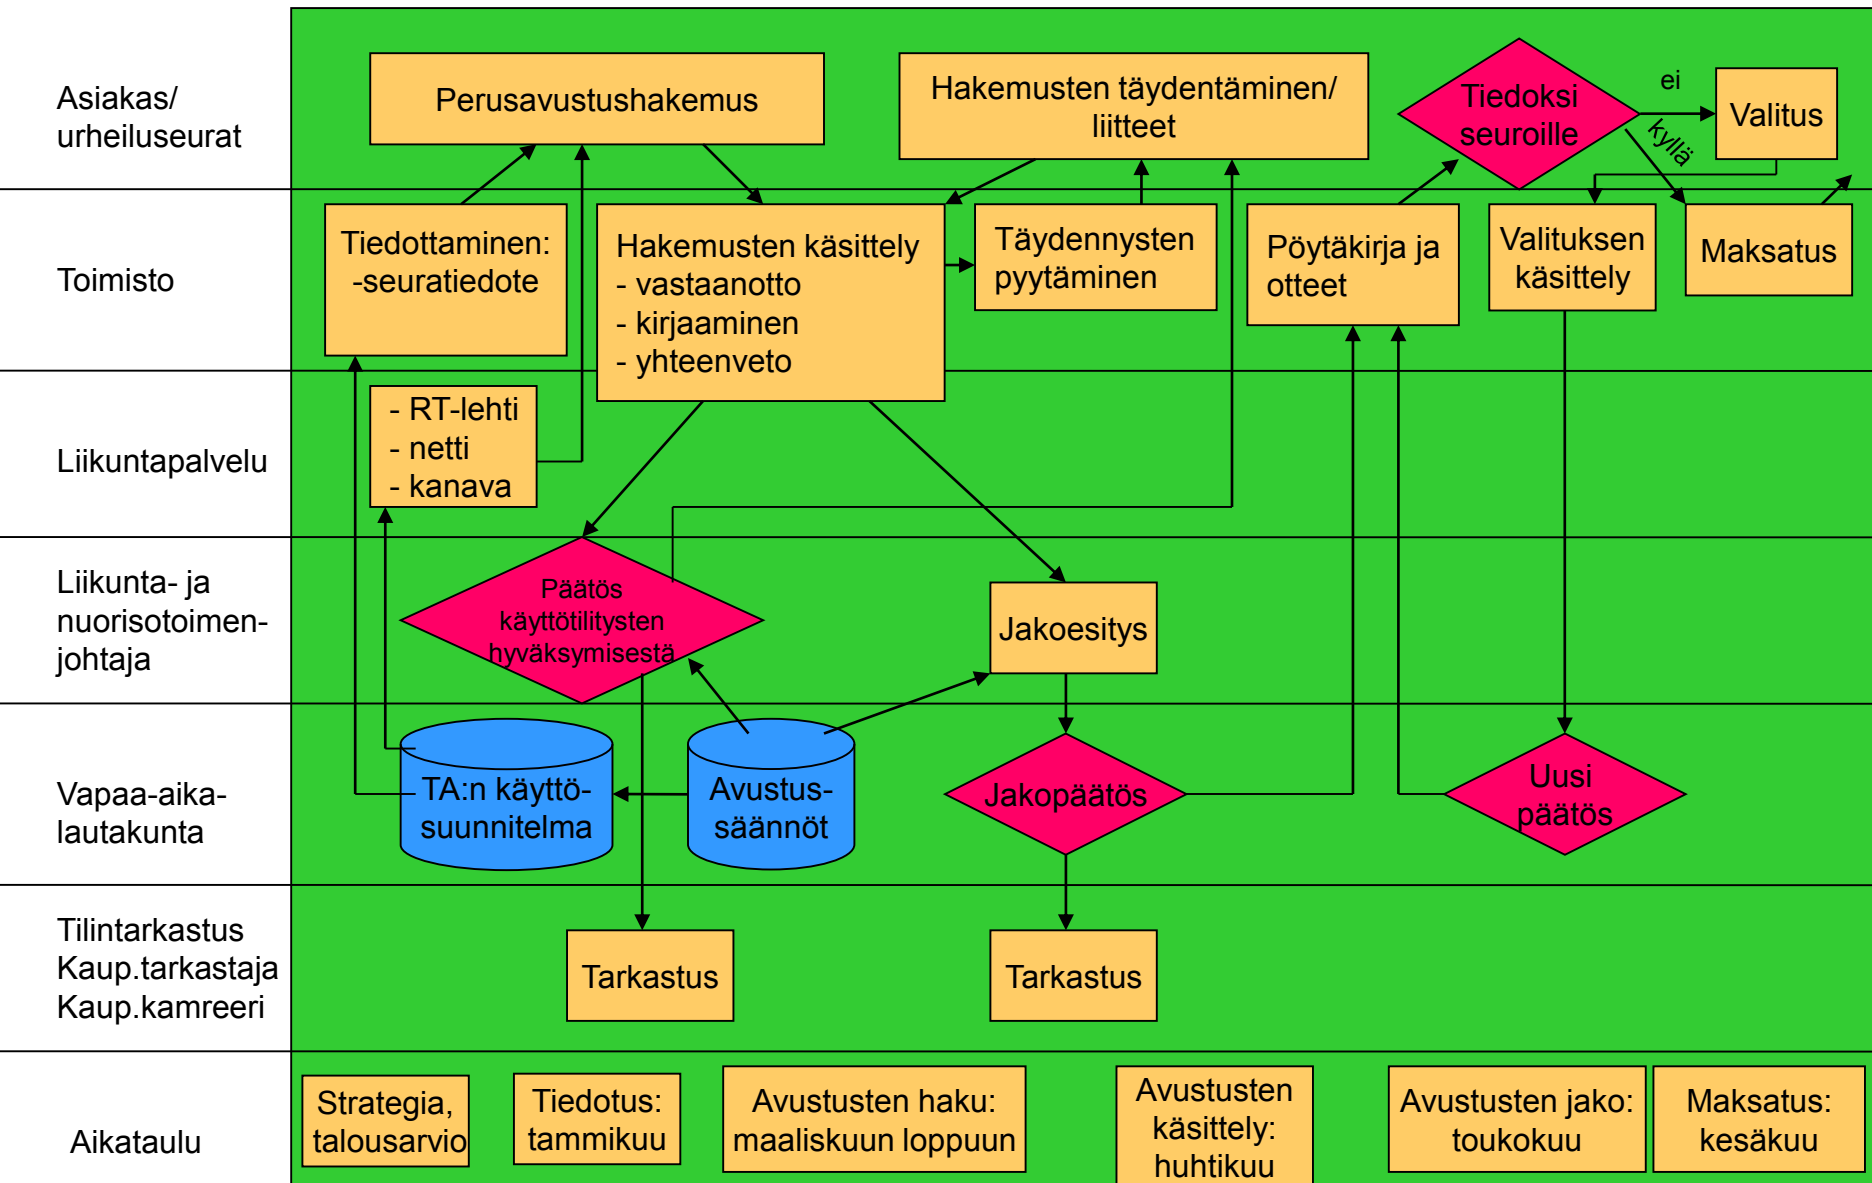 Asiakas/
urheiluseurat
Perusavustushakemus
Hakemusten täydentäminen/
liitteet
Tiedoksi
seuroille
ei
kyllä
Valitus
Toimisto
Tiedottaminen:
-seuratiedote
Hakemusten käsittely
- vastaanotto
- kirjaaminen
- yhteenveto
Täydennysten
pyytäminen
Pöytäkirja ja
otteet
Valituksen
käsittely
Maksatus
Liikuntapalvelu
- RT-lehti
- netti
- kanava
Liikunta- ja
nuorisotoimen-
johtaja
Päätös
käyttötilitysten
hyväksymisestä
Jakoesitys
Vapaa-aika-
lautakunta
TA:n käyttö-
suunnitelma
Avustus-
säännöt
Jakopäätös
Uusi
päätös
Tilintarkastus
Kaup.tarkastaja
Kaup.kamreeri
Tarkastus
Tarkastus
Aikataulu
Strategia,
talousarvio
Tiedotus:
tammikuu
Avustusten haku:
maaliskuun loppuun
Avustusten
käsittely:
huhtikuu
Avustusten jako:
toukokuu
Maksatus:
kesäkuu